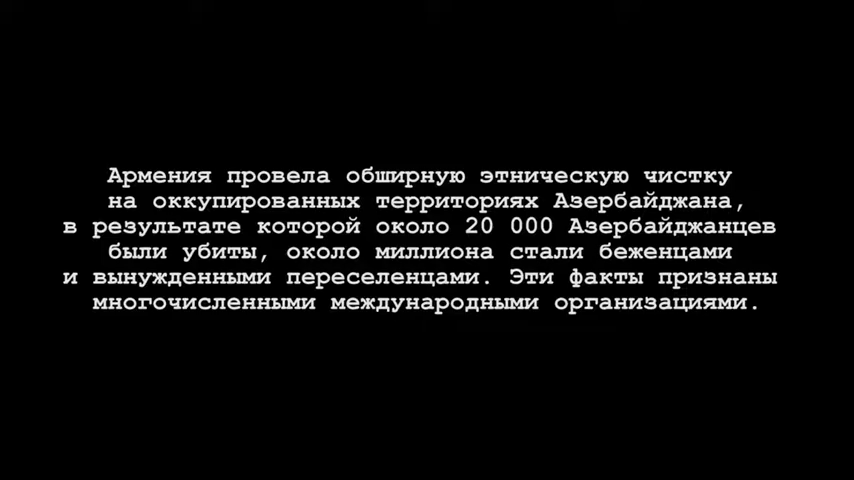 Армения провела обширную этническую чистку
на оккупированных территориях Азербайджана,
в результате которой около 20 000 Азербайджанцев
были убиты, около миллиона стали беженцами
и вынужденными переселенцами. Эти факты признаны
многочисленными международными организациями.